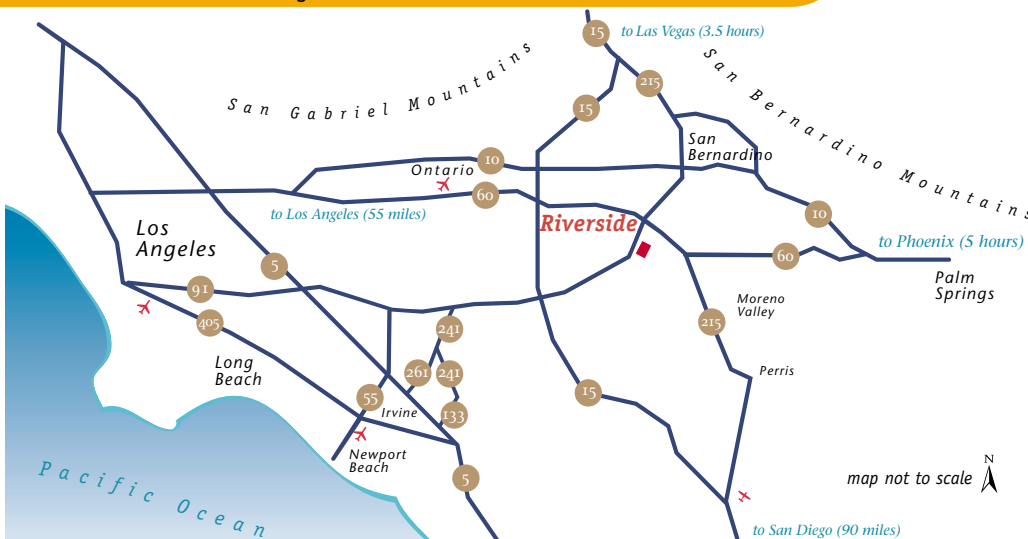 15
to Las Vegas (3.5 hours)
San Gabriel Mountains
San Bernardino Mountains
215
15
San
Bernardino
10
Ontario
60
to Los Angeles (55 miles)
Riverside
10
to Phoenix (5 hours)
60
Palm
Springs
Los
Angeles
5
91
405
Moreno
Valley
215
241
Long
Beach
261
241
Perris
15
55
Irvine
133
Newport
Beach
5
Pacific Ocean
N
map not to scale
to San Diego (90 miles)